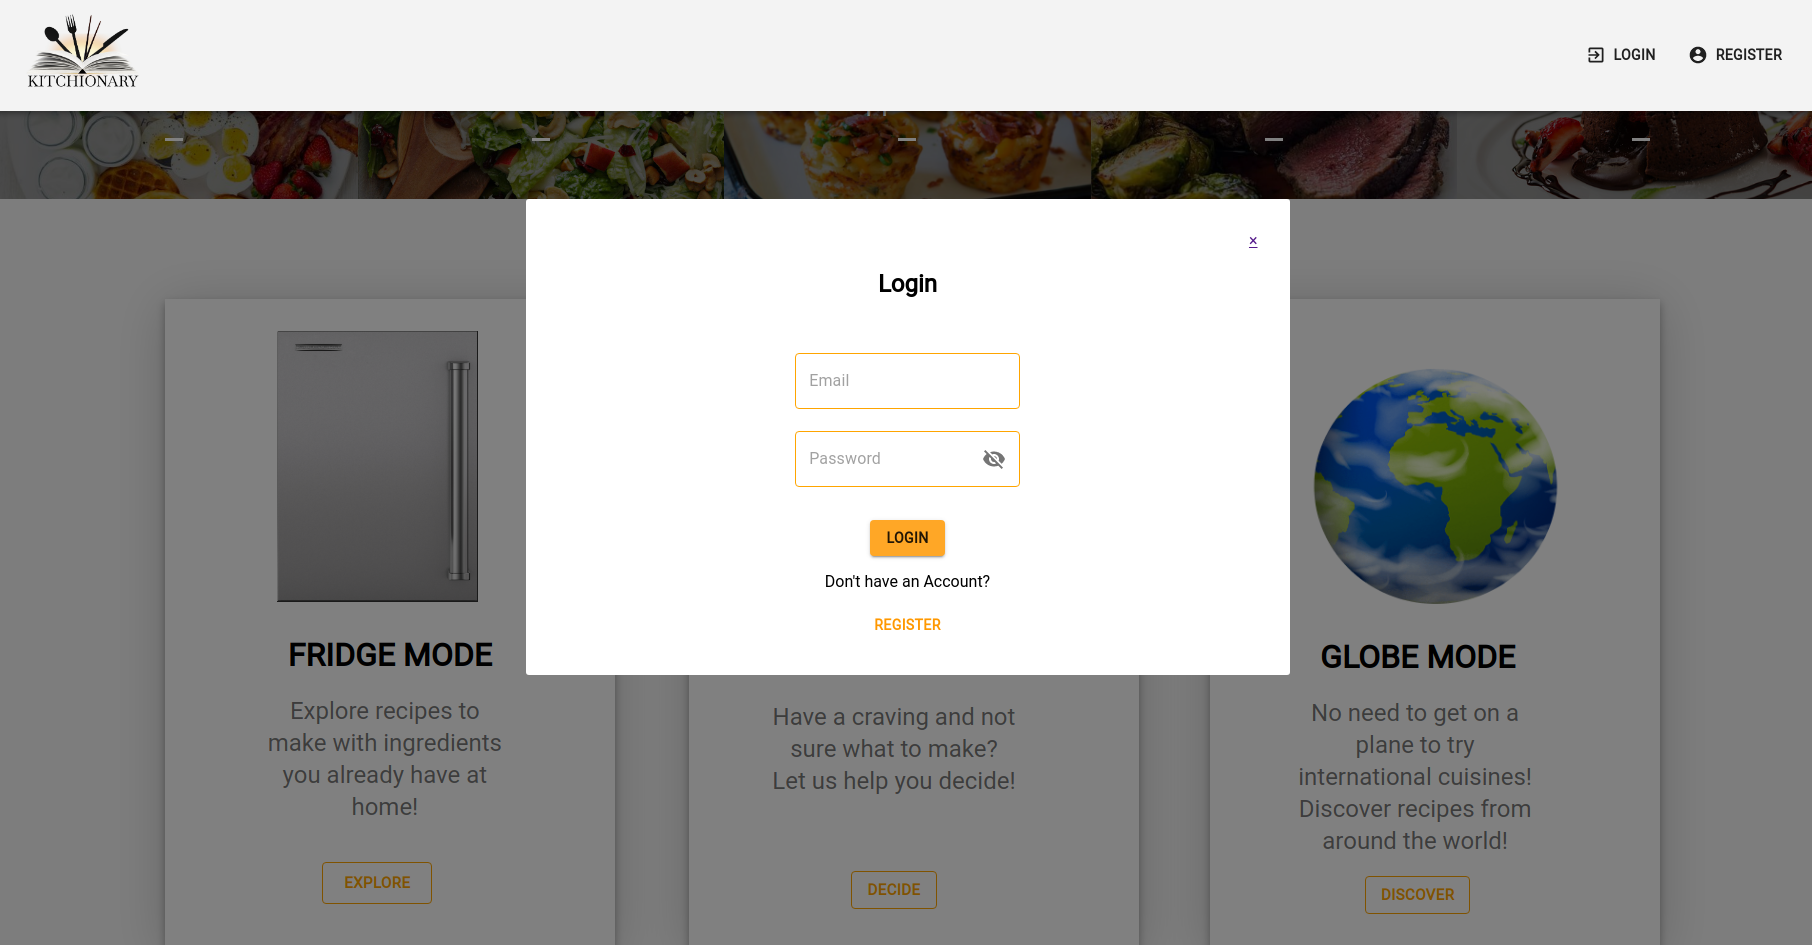 KITCHIONARY
LOGIN
REGISTER
×
Login
Email
Password
LOGIN
Don't have an Account?
REGISTER
FRIDGE MODE
Explore recipes to
make with ingredients
you already have at
home!
EXPLORE
Have a craving and not
sure what to make?
Let us help you decide!
DECIDE
GLOBE MODE
No need to get on a
plane to try
international cuisines!
Discover recipes from
around the world!
DISCOVER